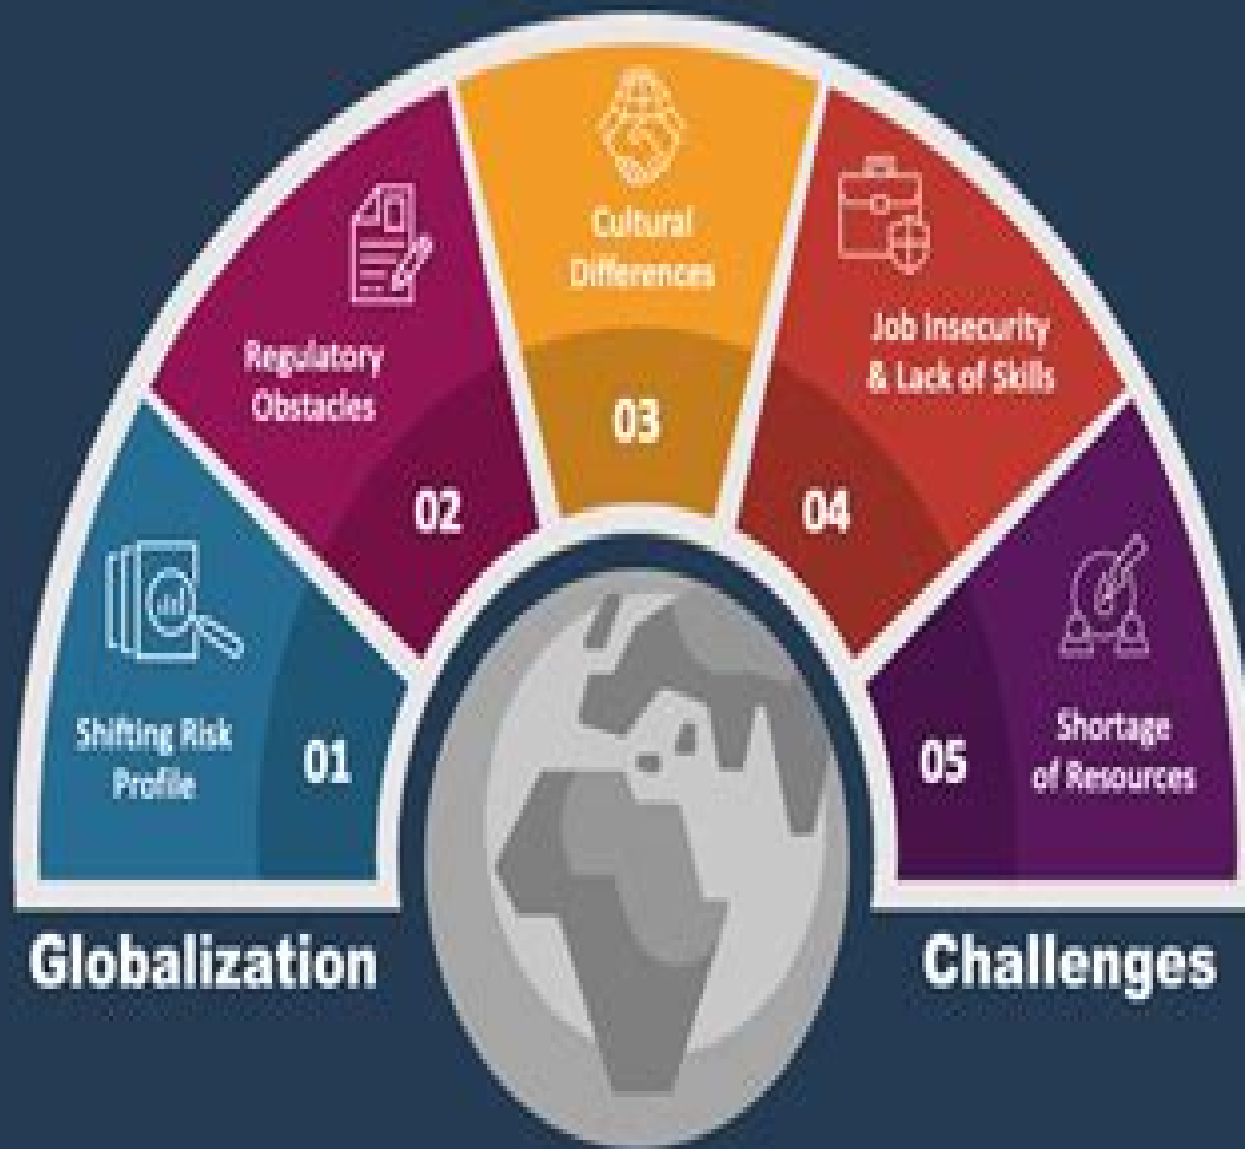 Shifting Risk
Profile
01
Regulatory
Obstacles
02
Cultural
Differences
03
Job Insecurity
& Lack of Skills
04
Shortage
of Resources
05
Globalization
Challenges